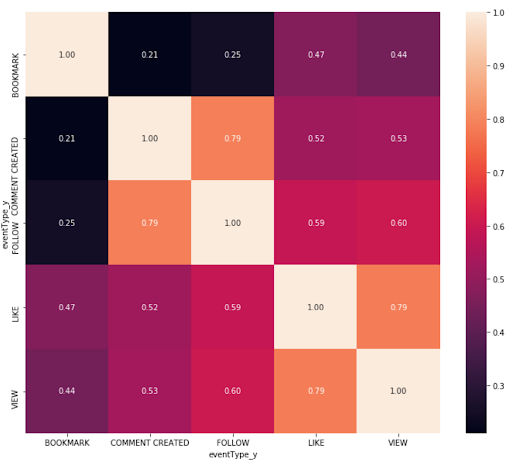 BOOKMARK 1.00 0.21 0.25 0.47 0.44
COMMENT CREATED 0.21 1.00 0.79 0.52 0.53
eventType_y
FOLLOW 0.25 0.79 1.00 0.59 0.60
LIKE 0.47 0.52 0.59 1.00 0.79
VIEW 0.44 0.53 0.60 0.79 1.00
BOOKMARK COMMENT CREATED FOLLOW LIKE VIEW
eventType_y
1.0
0.9
0.8
0.7
0.6
0.5
0.4
0.3